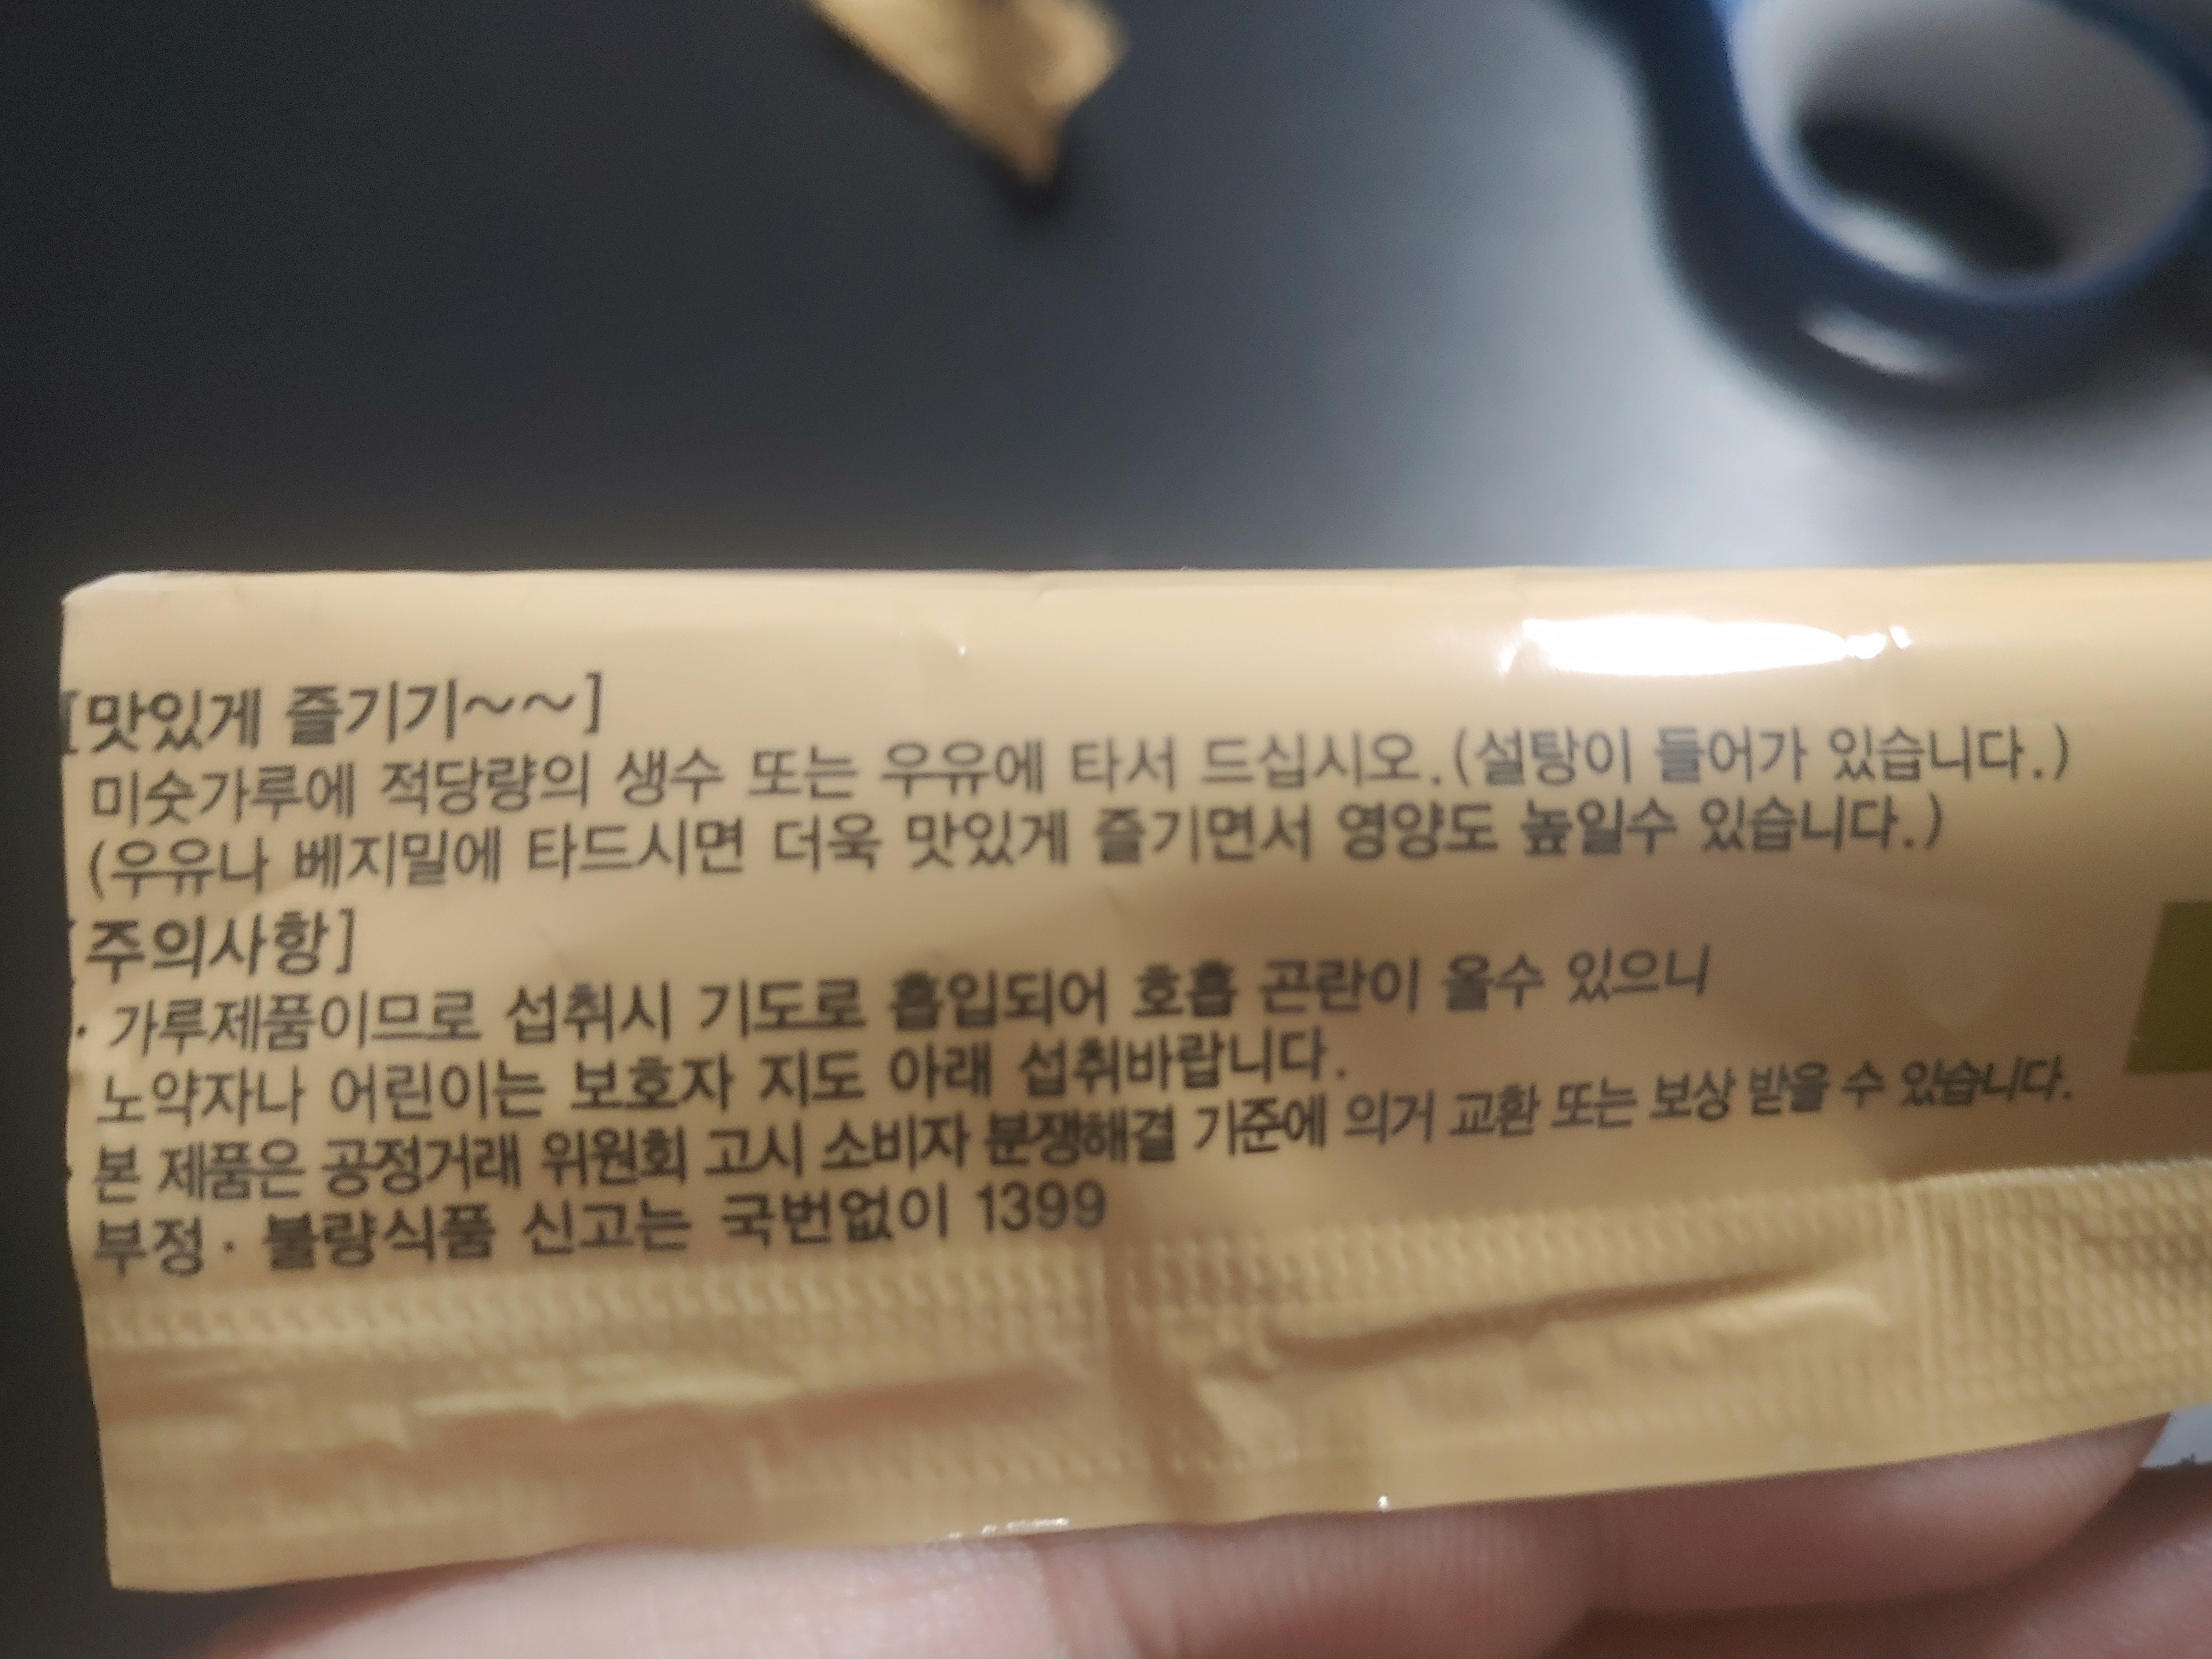 [맛있게 즐기기~~]
미숫가루에 적당량의 생수 또는 우유에 타서 드십시오.(설탕이 들어가 있습니다.)
(우유나 베지밀에 타드시면 더욱 맛있게 즐기면서 영양도 높일수 있습니다.)
[주의사항]
· 가루제품이므로 섭취시 기도로 흡입되어 호흡 곤란이 올수 있으니
노약자나 어린이는 보호자 지도 아래 섭취바랍니다.
· 본 제품은 공정거래 위원회 고시 소비자 분쟁해결 기준에 의거 교환 또는 보상 받을 수 있습니다.
부정 · 불량식품 신고는 국번없이 1399